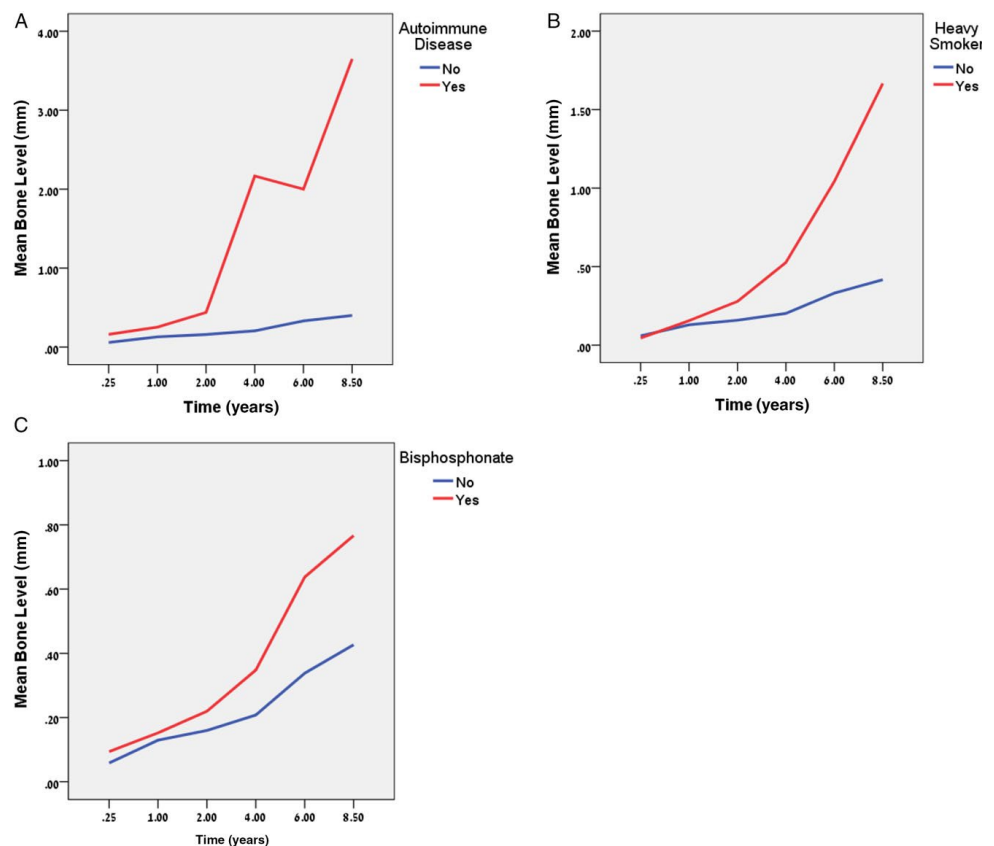 A
Autoimmune
Disease
No
Yes
Mean Bone Level (mm)
4.00
3.00
2.00
1.00
.00
.25 1.00 2.00 4.00 6.00 8.50
Time (years)
B
Heavy
Smoker
No
Yes
Mean Bone Level (mm)
2.00
1.50
1.00
.50
.00
.25 1.00 2.00 4.00 6.00 8.50
Time (years)
C
Bisphosphonate
No
Yes
Mean Bone Level (mm)
1.00
.80
.60
.40
.20
.00
.25 1.00 2.00 4.00 6.00 8.50
Time (years)